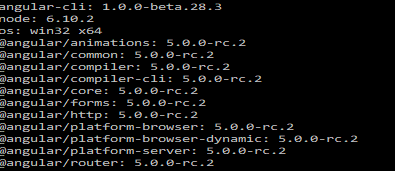 angular-cli: 1.0.0-beta.28.3
node: 6.10.2
os: win32 x64
@angular/animations: 5.0.0-rc.2
@angular/common: 5.0.0-rc.2
@angular/compiler: 5.0.0-rc.2
@angular/compiler-cli: 5.0.0-rc.2
@angular/core: 5.0.0-rc.2
@angular/forms: 5.0.0-rc.2
@angular/http: 5.0.0-rc.2
@angular/platform-browser: 5.0.0-rc.2
@angular/platform-browser-dynamic: 5.0.0-rc.2
@angular/platform-server: 5.0.0-rc.2
@angular/router: 5.0.0-rc.2